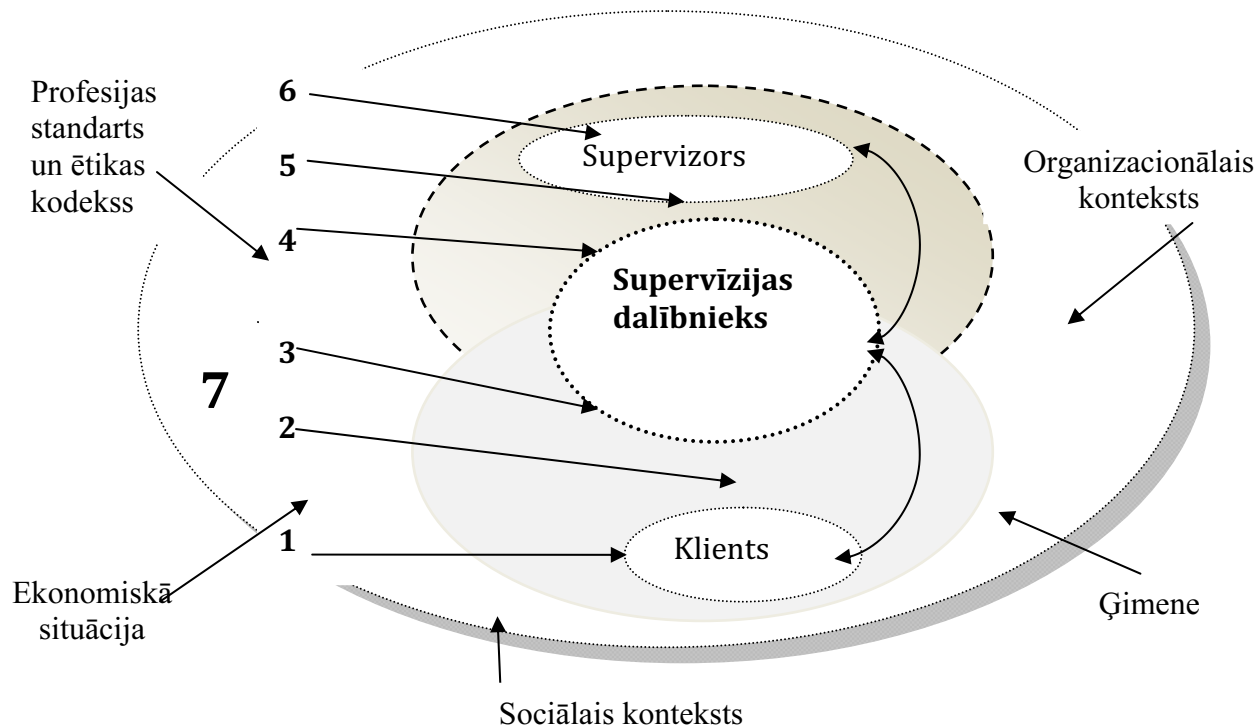 Profesijas
standarts
un ētikas
kodekss
6
5
4
3
7
2
1
Supervizors
Supervīzijas
dalībnieks
Klients
Organizacionālais
konteksts
Ekonomiskā
situācija
Ģimene
Sociālais konteksts